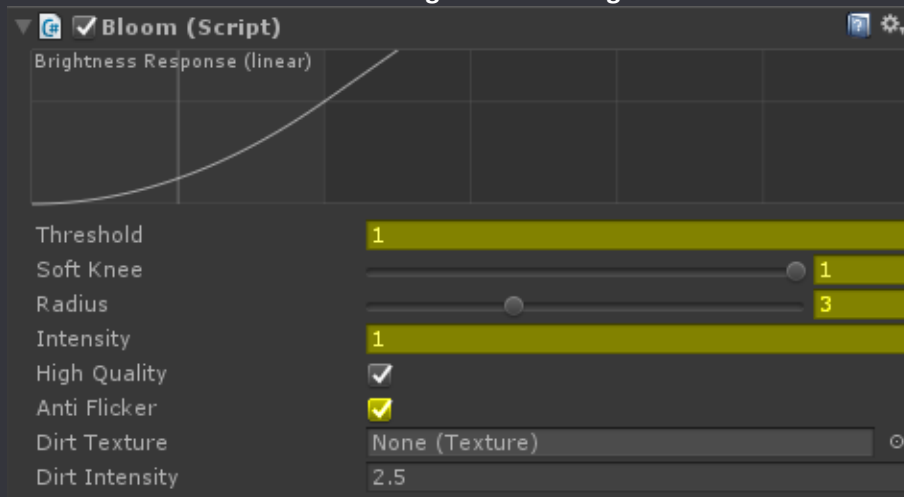 Bloom (Script)
Brightness Response (linear)
Threshold 1
Soft Knee 1
Radius 3
Intensity 1
High Quality
Anti Flicker
Dirt Texture None (Texture)
Dirt Intensity 2.5